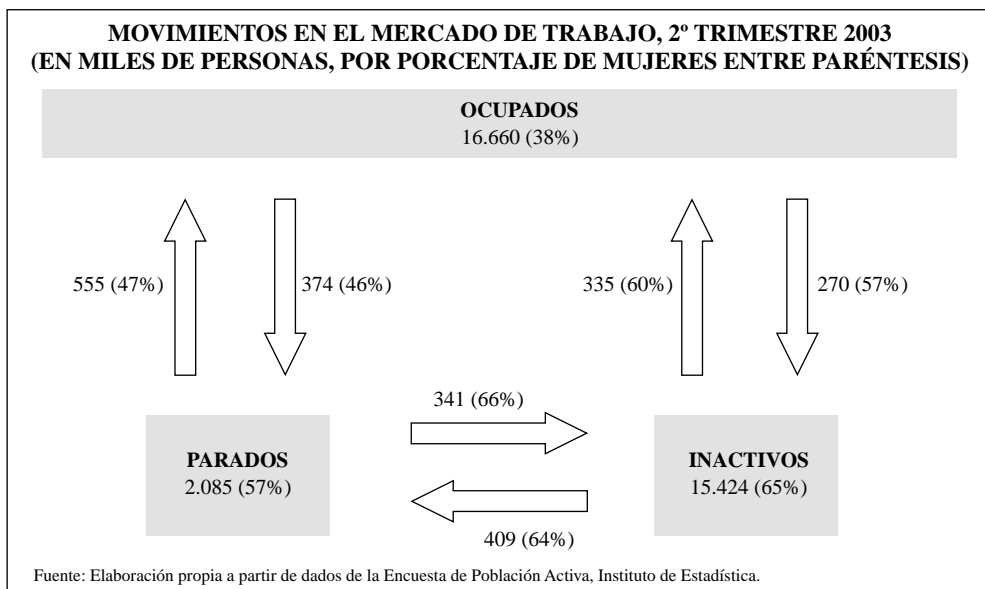 MOVIMIENTOS EN EL MERCADO DE TRABAJO, 2º TRIMESTRE 2003
(EN MILES DE PERSONAS, POR PORCENTAJE DE MUJERES ENTRE PARÉNTESIS)
OCUPADOS
16.660 (38%)
555 (47%)
374 (46%)
335 (60%)
270 (57%)
341 (66%)
PARADOS
2.085 (57%)
INACTIVOS
15.424 (65%)
409 (64%)
Fuente: Elaboración propia a partir de dados de la Encuesta de Población Activa, Instituto de Estadística.